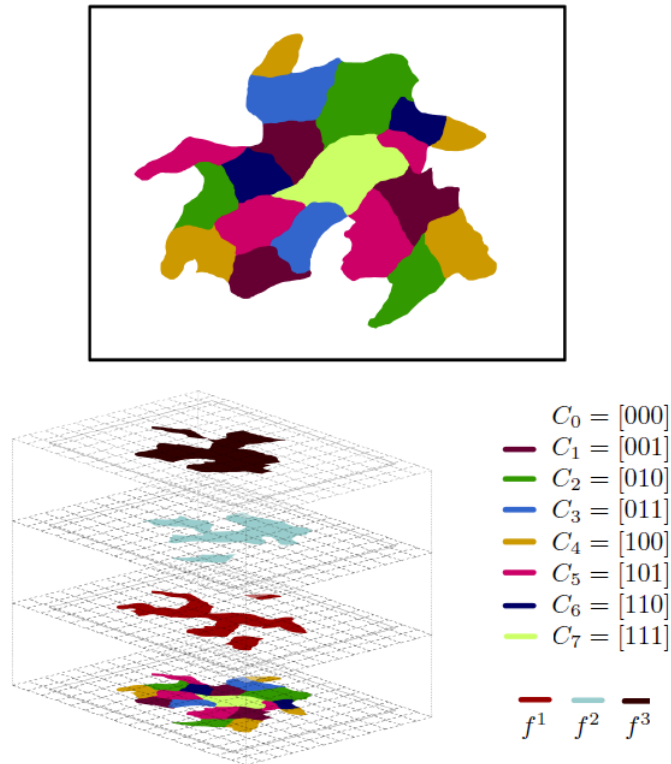 C₀ = [000]
C₁ = [001]
C₂ = [010]
C₃ = [011]
C₄ = [100]
C₅ = [101]
C₆ = [110]
C₇ = [111]
f¹ f² f³